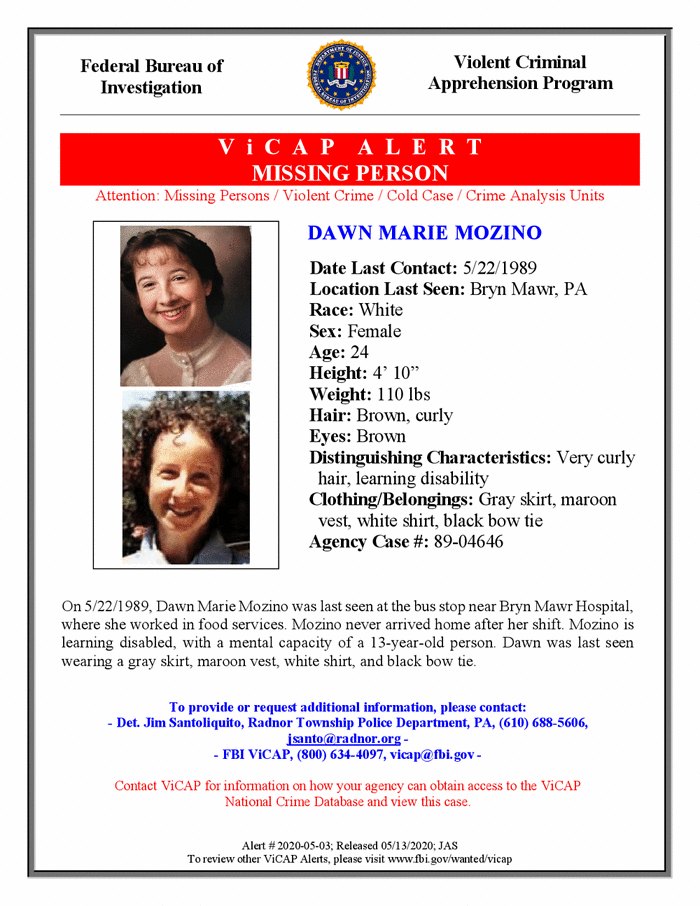 Federal Bureau of
Investigation
Violent Criminal
Apprehension Program
ViCAP ALERT
MISSING PERSON
Attention: Missing Persons / Violent Crime / Cold Case / Crime Analysis Units
DAWN MARIE MOZINO
Date Last Contact: 5/22/1989
Location Last Seen: Bryn Mawr, PA
Race: White
Sex: Female
Age: 24
Height: 4’ 10”
Weight: 110 lbs
Hair: Brown, curly
Eyes: Brown
Distinguishing Characteristics: Very curly
hair, learning disability
Clothing/Belongings: Gray skirt, maroon
vest, white shirt, black bow tie
Agency Case #: 89-04646
On 5/22/1989, Dawn Marie Mozino was last seen at the bus stop near Bryn Mawr Hospital,
where she worked in food services. Mozino never arrived home after her shift. Mozino is
learning disabled, with a mental capacity of a 13-year-old person. Dawn was last seen
wearing a gray skirt, maroon vest, white shirt, and black bow tie.
To provide or request additional information, please contact:
- Det. Jim Santoliquito, Radnor Township Police Department, PA, (610) 688-5606,
jsanto@radnor.org -
- FBI ViCAP, (800) 634-4097, vicap@fbi.gov -
Contact ViCAP for information on how your agency can obtain access to the ViCAP
National Crime Database and view this case.
Alert # 2020-05-03; Released 05/13/2020; JAS
To review other ViCAP Alerts, please visit www.fbi.gov/wanted/vicap